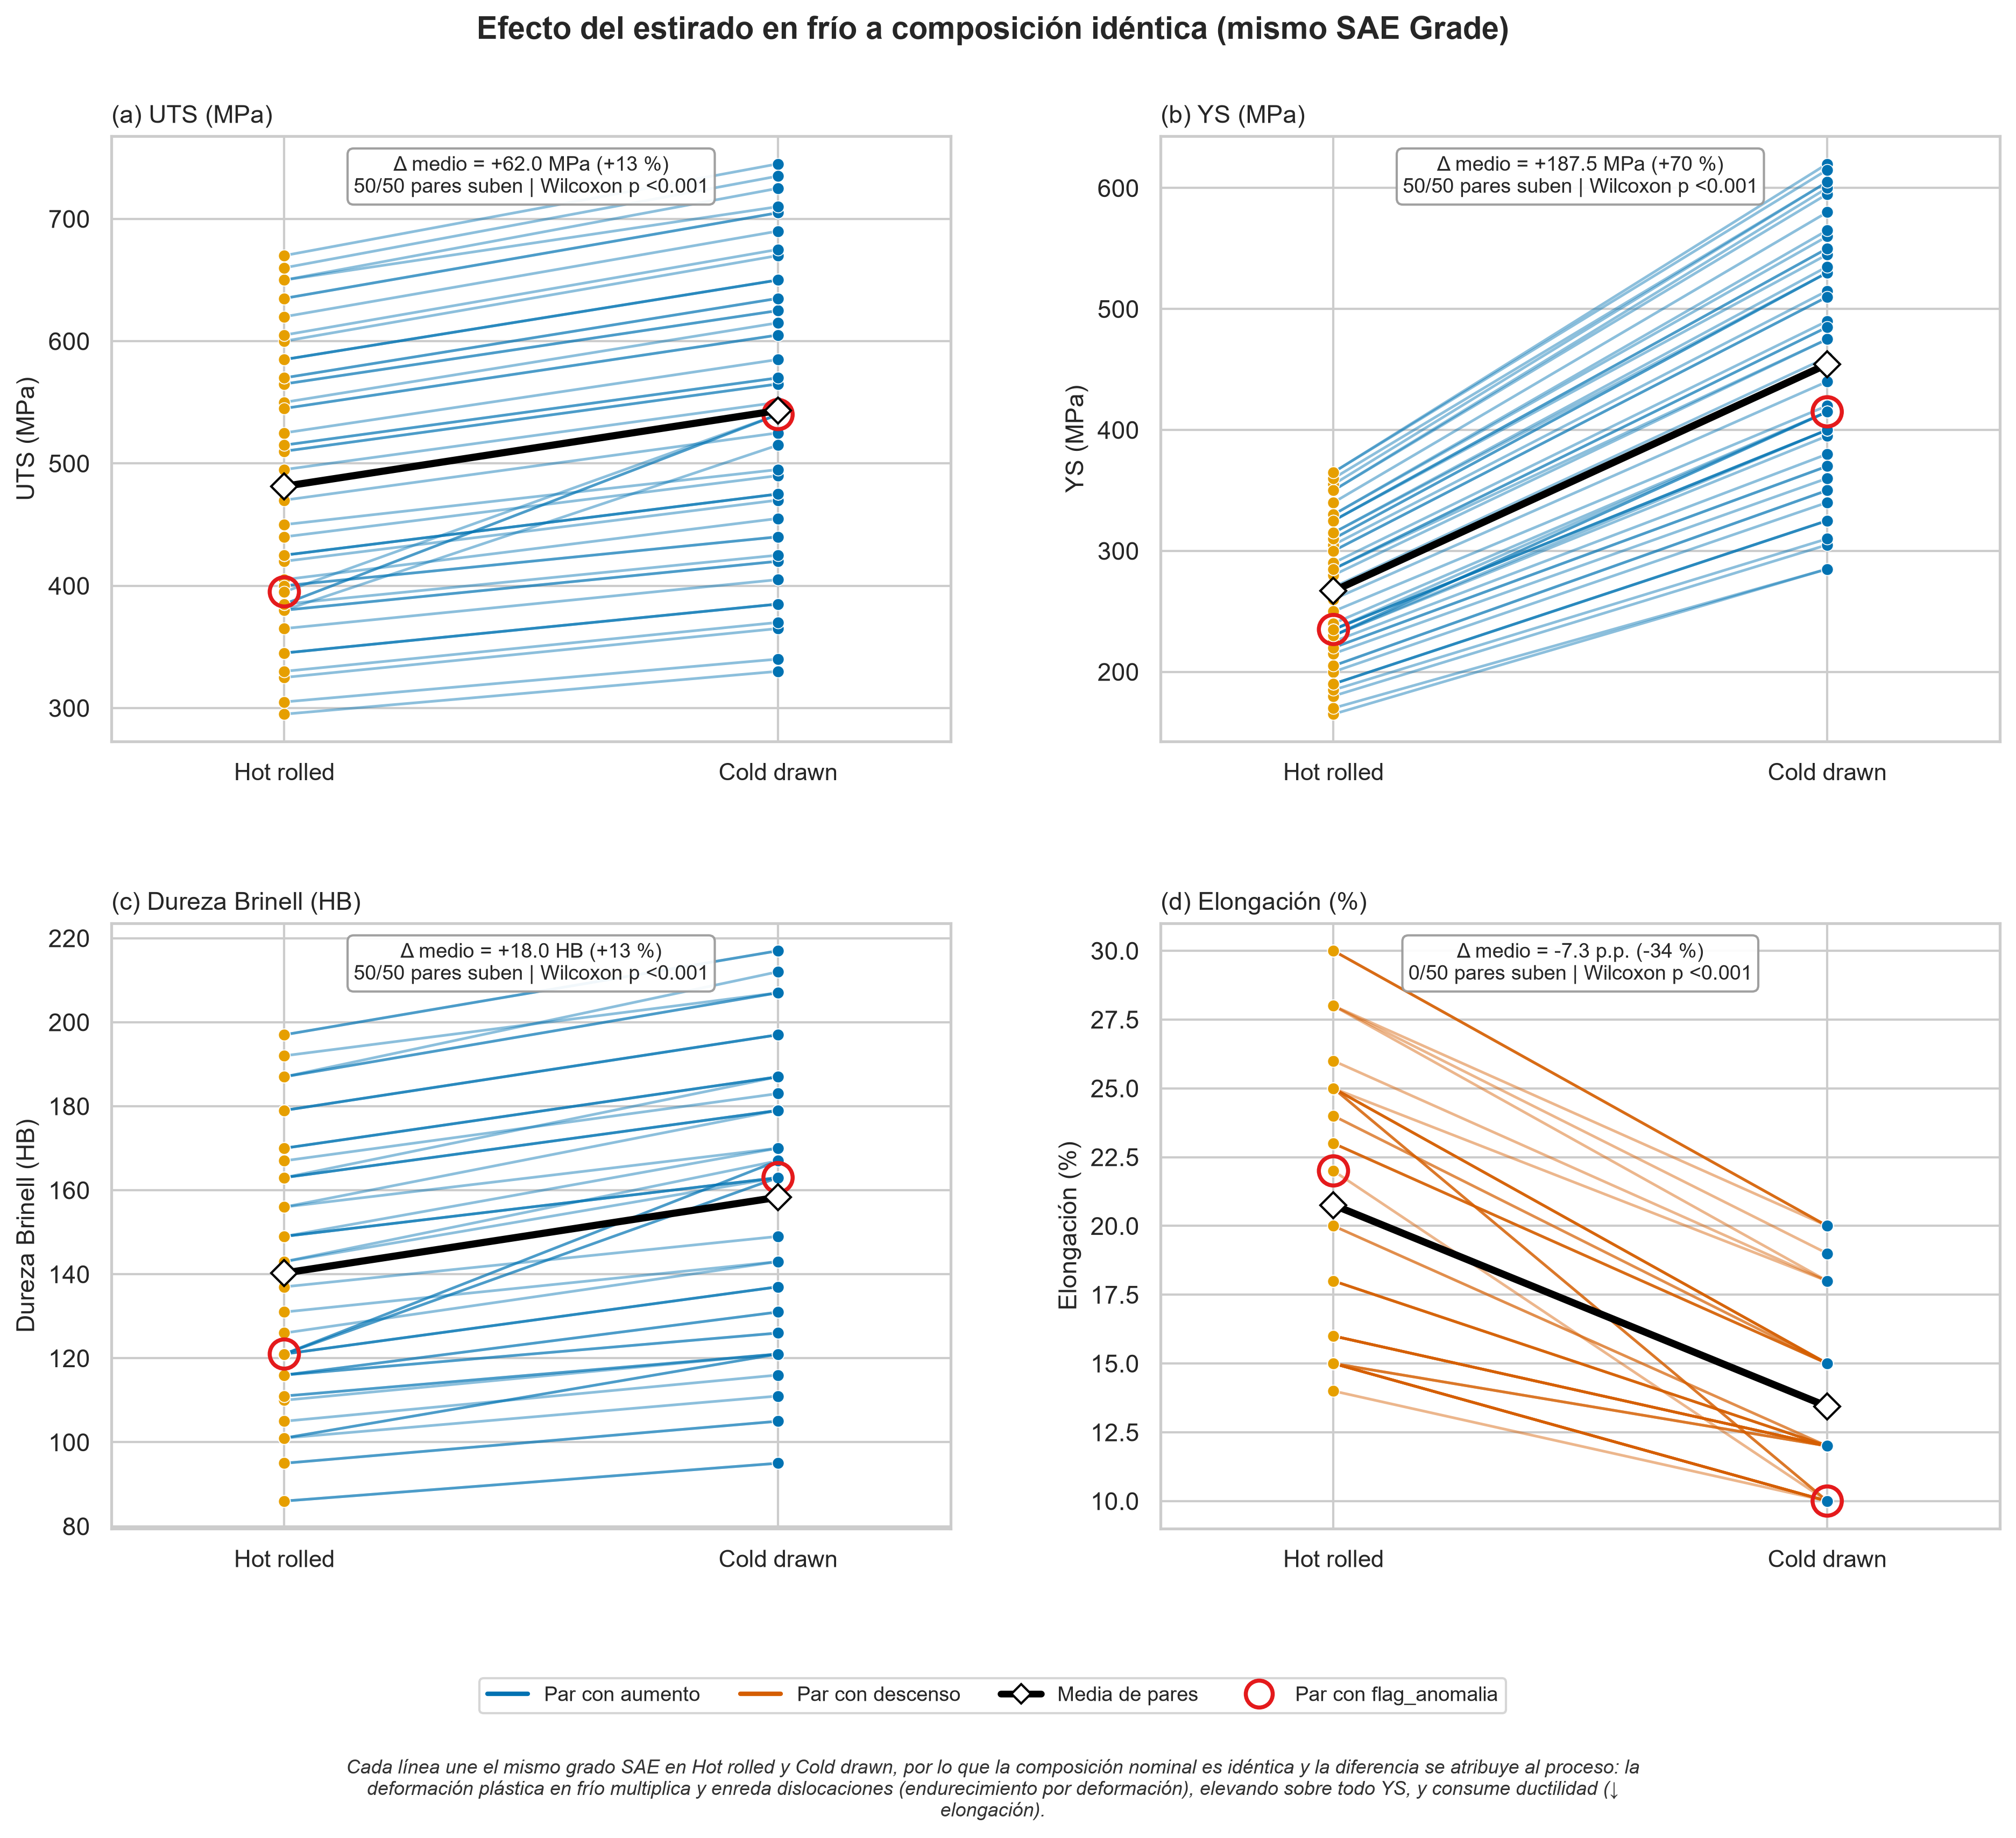 Efecto del estirado en frío a composición idéntica (mismo SAE Grade)
(a) UTS (MPa)
Δ medio = +62.0 MPa (+13 %)
50/50 pares suben | Wilcoxon p <0.001
UTS (MPa)
700
600
500
400
300
Hot rolled
Cold drawn
(b) YS (MPa)
Δ medio = +187.5 MPa (+70 %)
50/50 pares suben | Wilcoxon p <0.001
YS (MPa)
600
500
400
300
200
Hot rolled
Cold drawn
(c) Dureza Brinell (HB)
Δ medio = +18.0 HB (+13 %)
50/50 pares suben | Wilcoxon p <0.001
Dureza Brinell (HB)
220
200
180
160
140
120
100
80
Hot rolled
Cold drawn
(d) Elongación (%)
Δ medio = -7.3 p.p. (-34 %)
0/50 pares suben | Wilcoxon p <0.001
Elongación (%)
30.0
27.5
25.0
22.5
20.0
17.5
15.0
12.5
10.0
Hot rolled
Cold drawn
Par con aumento
Par con descenso
Media de pares
Par con flag_anomalia
Cada línea une el mismo grado SAE en Hot rolled y Cold drawn, por lo que la composición nominal es idéntica y la diferencia se atribuye al proceso: la
deformación plástica en frío multiplica y enreda dislocaciones (endurecimiento por deformación), elevando sobre todo YS, y consume ductilidad (↓
elongación).